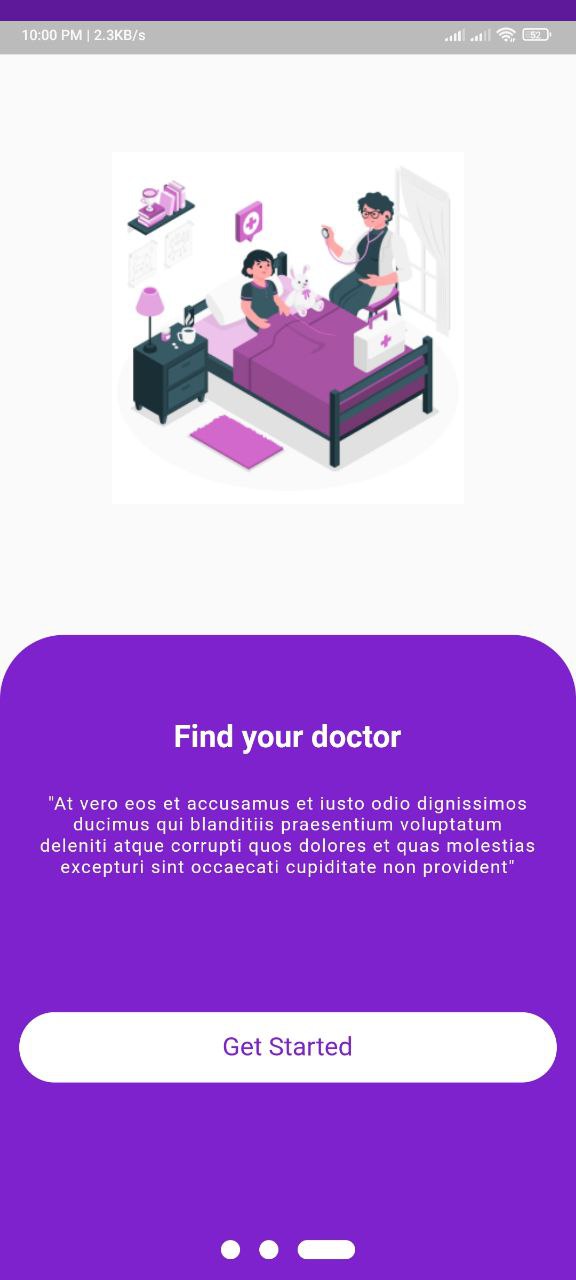 10:00 PM | 2.3KB/s
52
Find your doctor
"At vero eos et accusamus et iusto odio dignissimos
ducimus qui blanditiis praesentium voluptatum
deleniti atque corrupti quos dolores et quas molestias
excepturi sint occaecati cupiditate non provident"
Get Started